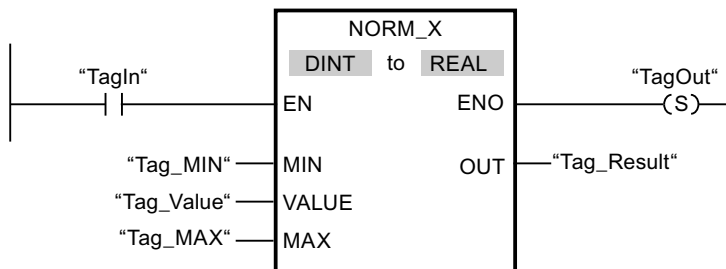 NORM_X
DINT to REAL
“TagIn“
“TagOut“
EN
ENO
(S)
“Tag_MIN“
MIN
OUT
“Tag_Result“
“Tag_Value“
VALUE
“Tag_MAX“
MAX